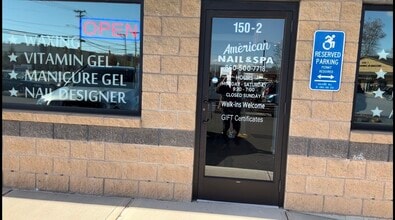 OPEN
WAXING
VITAMIN GEL
MANICURE GEL
NAIL DESIGNER
150-2
American
NAIL & SPA
HOURS
CLOSED SUNDAY
Walk-ins Welcome
GIFT Certificates
RESERVED
PARKING